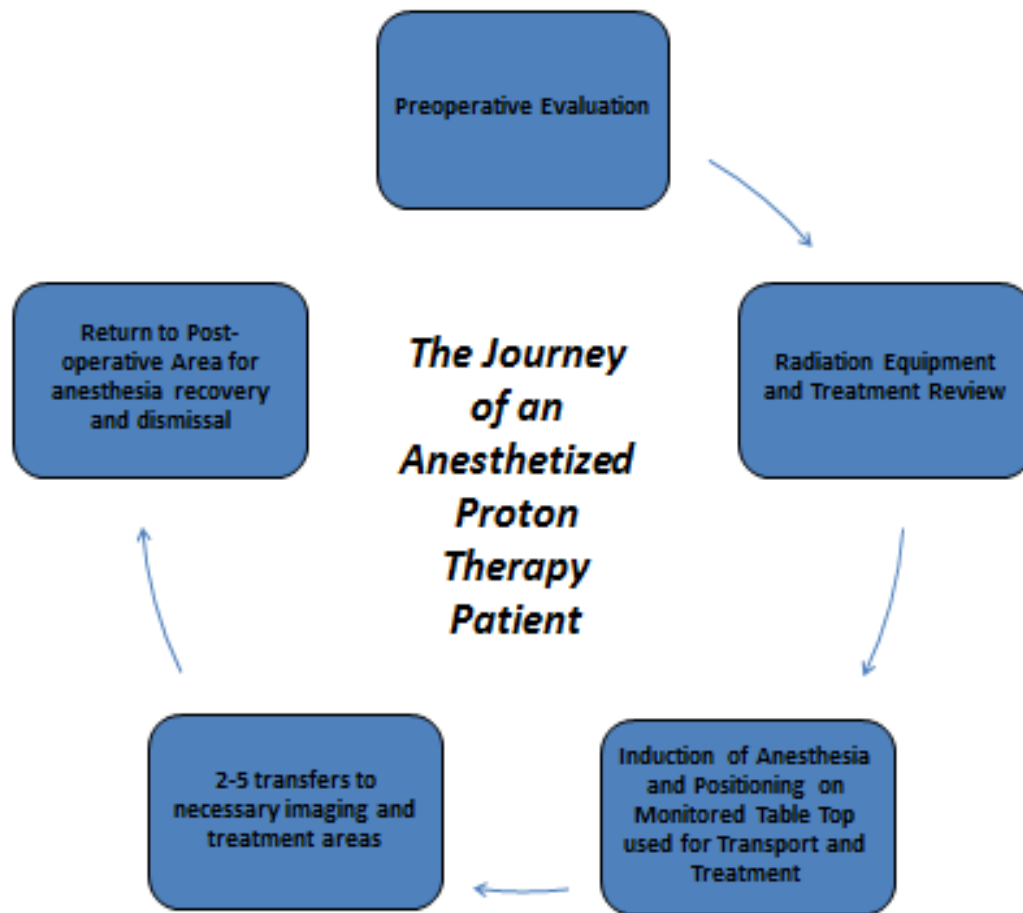 Preoperative Evaluation
Radiation Equipment
and Treatment Review
Induction of Anesthesia
and Positioning on
Monitored Table Top
used for Transport and
Treatment
2-5 transfers to
necessary imaging and
treatment areas
Return to Post-
operative Area for
anesthesia recovery
and dismissal
The Journey
of an
Anesthetized
Proton
Therapy
Patient